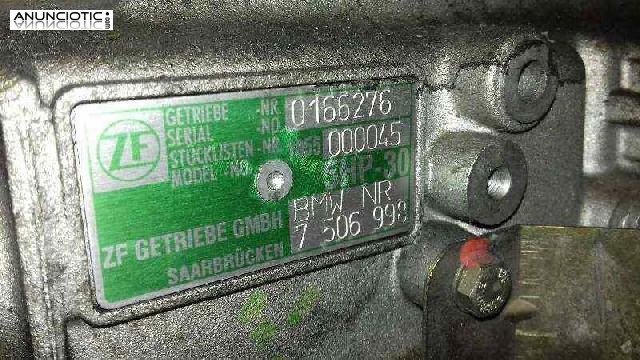 ANUNCIOTIC
ZF
GETRIEBE -NR 0166276
SERIAL -NO
STÜCKLISTEN-NR 000045
MODEL -NO 5HP-30
BMW NR
ZF GETRIEBE GMBH 7 506 998
SAARBRÜCKEN